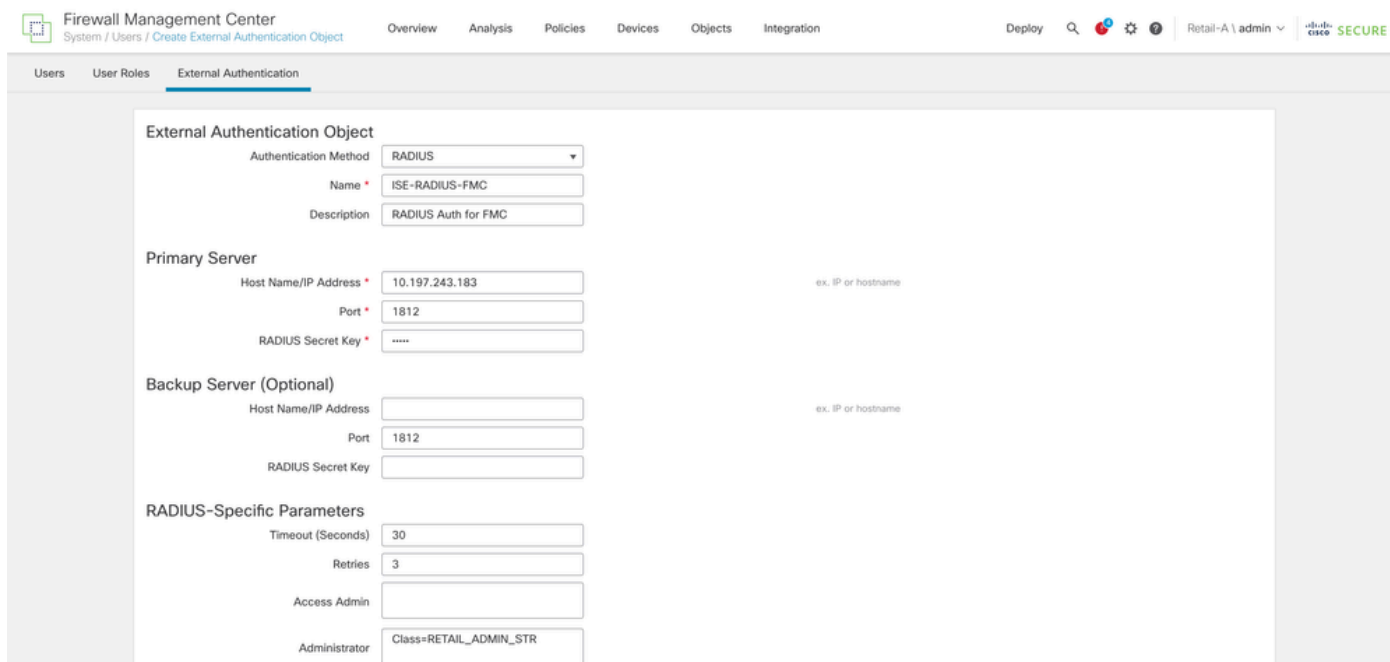 Firewall Management Center
System / Users / Create External Authentication Object
Overview Analysis Policies Devices Objects Integration Deploy 4 Retail-A \ admin cisco SECURE
Users User Roles External Authentication
External Authentication Object
Authentication Method RADIUS
Name * ISE-RADIUS-FMC
Description RADIUS Auth for FMC
Primary Server
Host Name/IP Address * 10.197.243.183 ex. IP or hostname
Port * 1812
RADIUS Secret Key * •••••
Backup Server (Optional)
Host Name/IP Address ex. IP or hostname
Port 1812
RADIUS Secret Key
RADIUS-Specific Parameters
Timeout (Seconds) 30
Retries 3
Access Admin
Administrator Class=RETAIL_ADMIN_STR